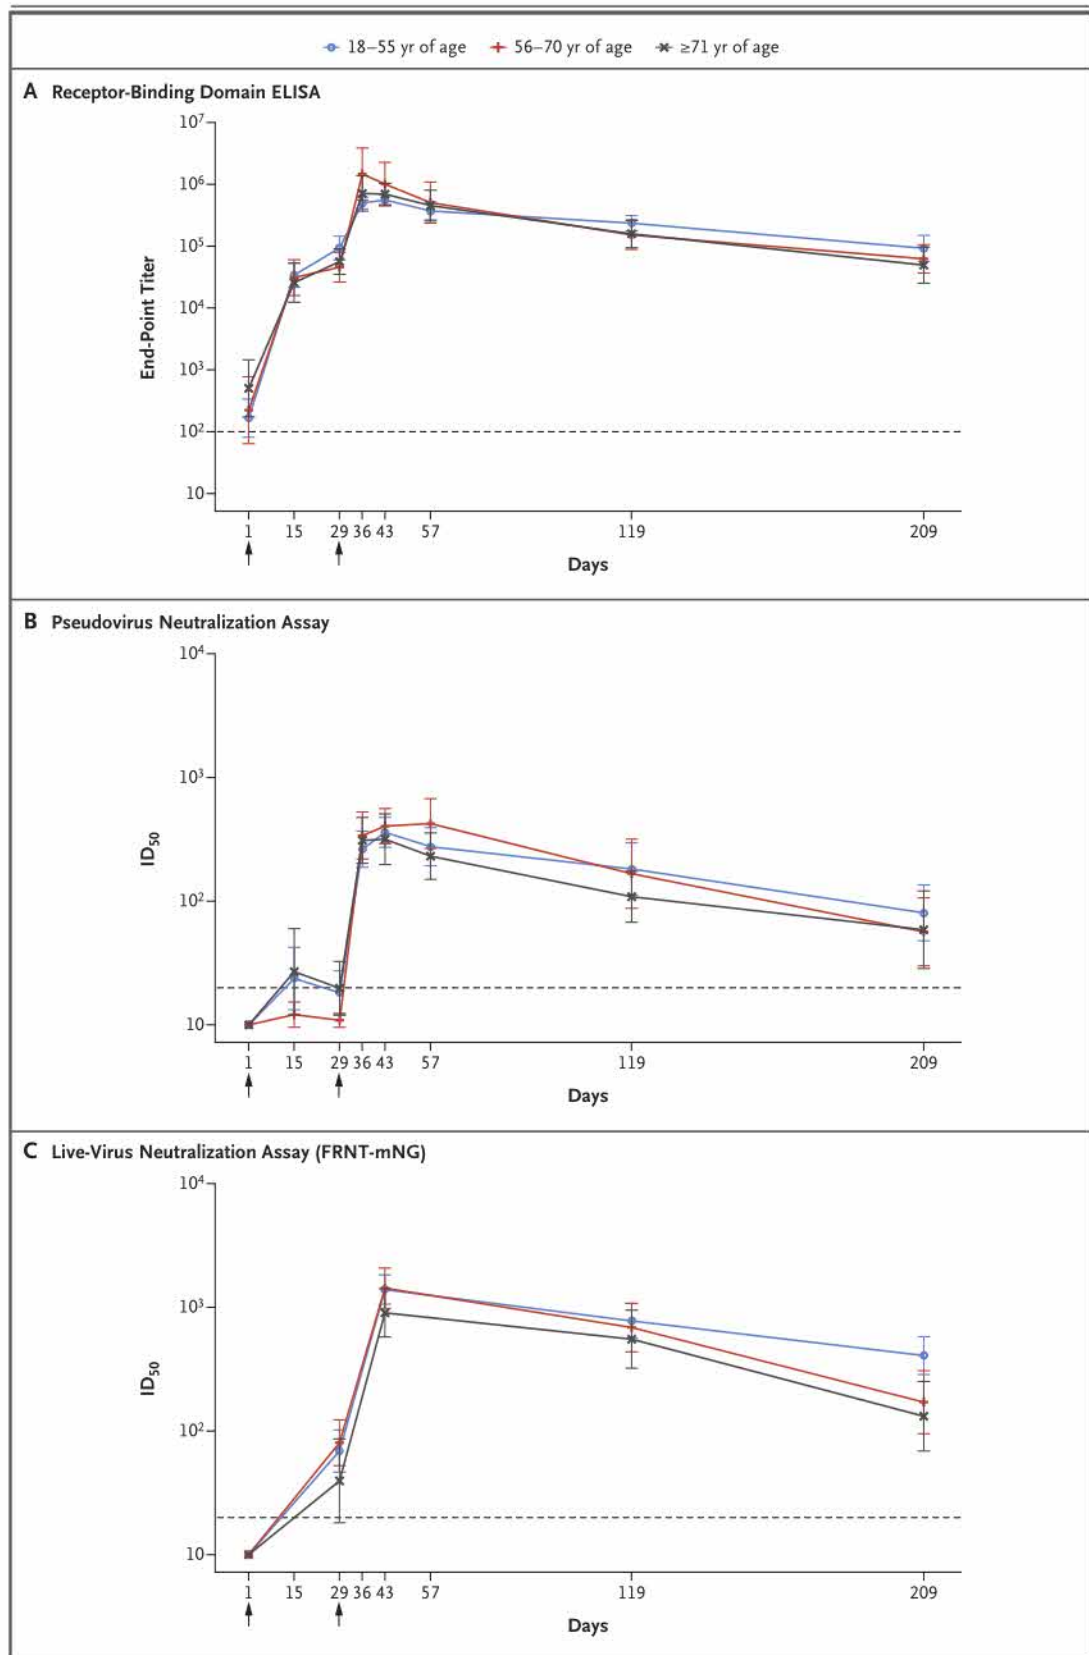 18–55 yr of age 56–70 yr of age ≥71 yr of age
A Receptor-Binding Domain ELISA
10⁷
10⁶
10⁵
10⁴
10³
10²
10
End-Point Titer
1 15 29 36 43 57 119 209
Days
B Pseudovirus Neutralization Assay
10⁴
10³
10²
10
ID₅₀
1 15 29 36 43 57 119 209
Days
C Live-Virus Neutralization Assay (FRNT-mNG)
10⁴
10³
10²
10
ID₅₀
1 15 29 36 43 57 119 209
Days